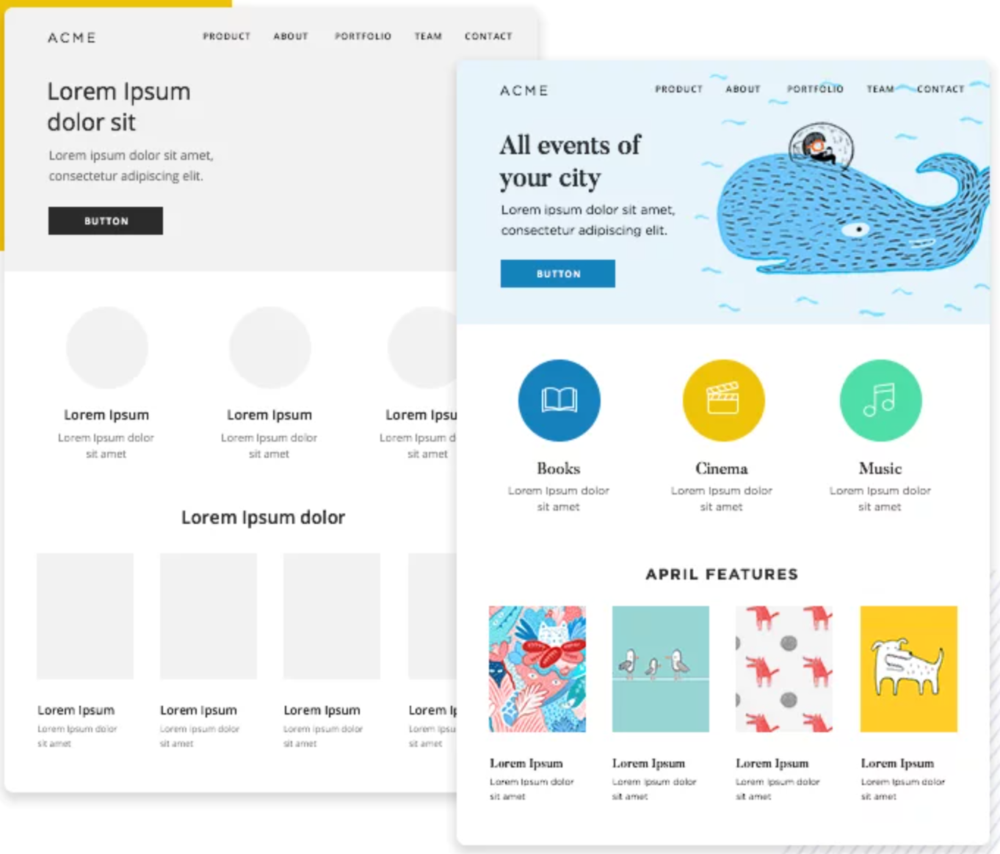 ACME
PRODUCT ABOUT PORTFOLIO TEAM CONTACT
Lorem Ipsum
dolor sit
Lorem ipsum dolor sit amet,
consectetur adipiscing elit.
BUTTON
Lorem Ipsum
Lorem Ipsum dolor
sit amet
Lorem Ipsum
Lorem Ipsum dolor
sit amet
Lorem Ipsu
Lorem Ipsum d
sit amet
Lorem Ipsum dolor
Lorem Ipsum
Lorem Ipsum dolor
sit amet
Lorem Ipsum
Lorem Ipsum dolor
sit amet
Lorem Ipsum
Lorem Ipsum dolor
sit amet
Lorem Ip
Lorem Ipsu
sit amet
ACME
PRODUCT ABOUT PORTFOLIO TEAM CONTACT
All events of
your city
Lorem ipsum dolor sit amet,
consectetur adipiscing elit.
BUTTON
Books
Lorem Ipsum dolor
sit amet
Cinema
Lorem Ipsum dolor
sit amet
Music
Lorem Ipsum dolor
sit amet
APRIL FEATURES
Lorem Ipsum
Lorem Ipsum dolor
sit amet
Lorem Ipsum
Lorem Ipsum dolor
sit amet
Lorem Ipsum
Lorem Ipsum dolor
sit amet
Lorem Ipsum
Lorem Ipsum dolor
sit amet